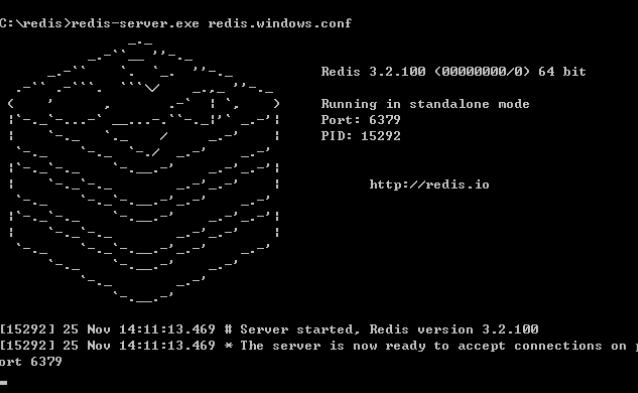 C:\redis>redis-server.exe redis.windows.conf
Redis 3.2.100 (00000000/0) 64 bit
Running in standalone mode
Port: 6379
PID: 15292
http://redis.io
[15292] 25 Nov 14:11:13.469 # Server started, Redis version 3.2.100
[15292] 25 Nov 14:11:13.469 * The server is now ready to accept connections on p
ort 6379